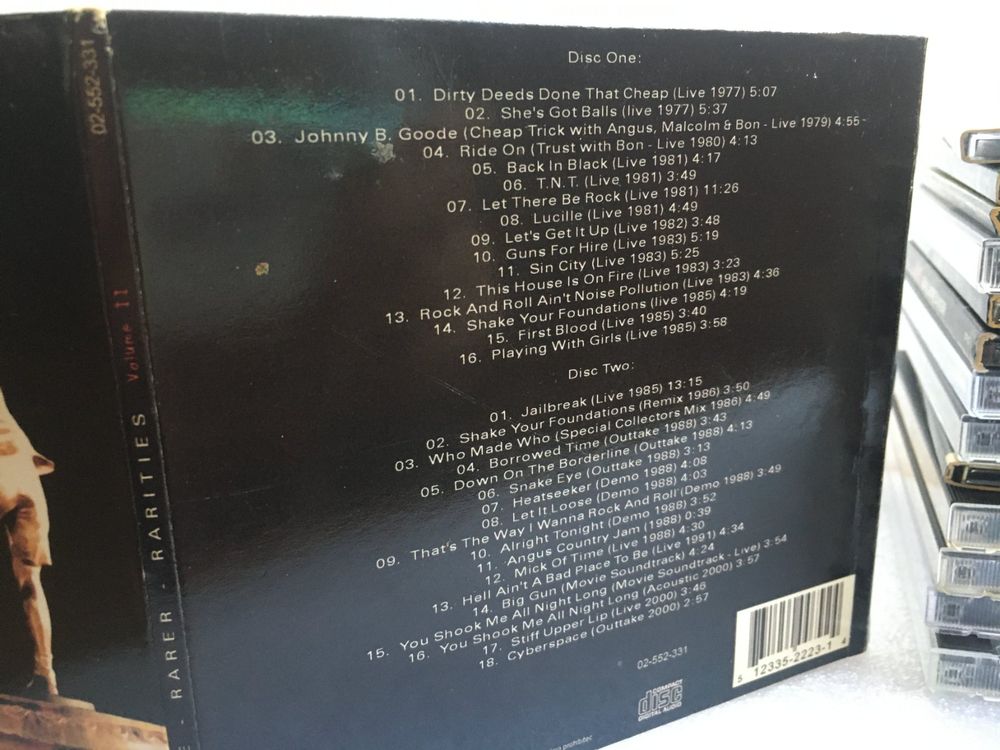 02-552-331
E - RARER - RARITIES Volume II
Disc One:
01. Dirty Deeds Done That Cheap (Live 1977) 5:07
02. She's Got Balls (live 1977) 5:37
03. Johnny B. Goode (Cheap Trick with Angus, Malcolm & Bon - Live 1979) 4:55 -
04. Ride On (Trust with Bon - Live 1980) 4:13
05. Back In Black (Live 1981) 4:17
06. T.N.T. (Live 1981) 3:49
07. Let There Be Rock (Live 1981) 11:26
08. Lucille (Live 1981) 4:49
09. Let's Get It Up (Live 1982) 3:48
10. Guns For Hire (Live 1983) 5:19
11. Sin City (Live 1983) 5:25
12. This House Is On Fire (Live 1983) 3:23
13. Rock And Roll Ain't Noise Pollution (Live 1983) 4:36
14. Shake Your Foundations (live 1985) 4:19
15. First Blood (Live 1985) 3:40
16. Playing With Girls (Live 1985) 3:58
Disc Two:
01. Jailbreak (Live 1985) 13:15
02. Shake Your Foundations (Remix 1986) 3:50
03. Who Made Who (Special Collectors Mix 1986) 4:49
04. Borrowed Time (Outtake 1988) 3:43
05. Down On The Borderline (Outtake 1988) 4:13
06. Snake Eye (Outtake 1988) 3:13
07. Heatseeker (Demo 1988) 4:08
08. Let It Loose (Demo 1988) 4:03
09. That's The Way I Wanna Rock And Roll (Demo 1988) 3:49
10. Alright Tonight (Demo 1988) 3:52
11. Angus Country Jam (1988) 0:39
12. Mick Of Time (Live 1988) 4:30
13. Hell Ain't A Bad Place To Be (Live 1991) 4:34
14. Big Gun (Movie Soundtrack) 4:24
15. You Shook Me All Night Long (Movie Soundtrack - Live) 3:54
16. You Shook Me All Night Long (Acoustic 2000) 3:57
17. Stiff Upper Lip (Live 2000) 3:46
18. Cyberspace (Outtake 2000) 2:57
02-552-331
COMPACT
disc
DIGITAL AUDIO
5 12335-2223-1 4
prohibited